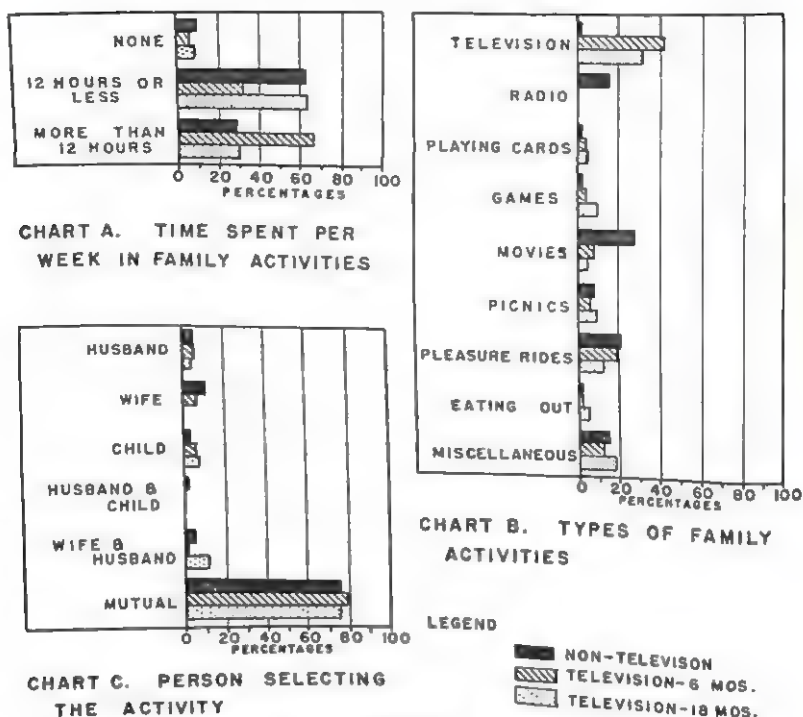 NONE
12 HOURS OR
LESS
MORE THAN
12 HOURS
0 20 40 60 80 100
PERCENTAGES
CHART A. TIME SPENT PER
WEEK IN FAMILY ACTIVITIES
TELEVISION
RADIO
PLAYING CARDS
GAMES
MOVIES
PICNICS
PLEASURE RIDES
EATING OUT
MISCELLANEOUS
0 20 40 60 80 100
PERCENTAGES
CHART B. TYPES OF FAMILY
ACTIVITIES
HUSBAND
WIFE
CHILD
HUSBAND &
CHILD
WIFE &
HUSBAND
MUTUAL
0 20 40 60 80 100
PERCENTAGES
CHART C. PERSON SELECTING
THE ACTIVITY
LEGEND
NON-TELEVISON
TELEVISION-6 MOS.
TELEVISION-18 MOS.